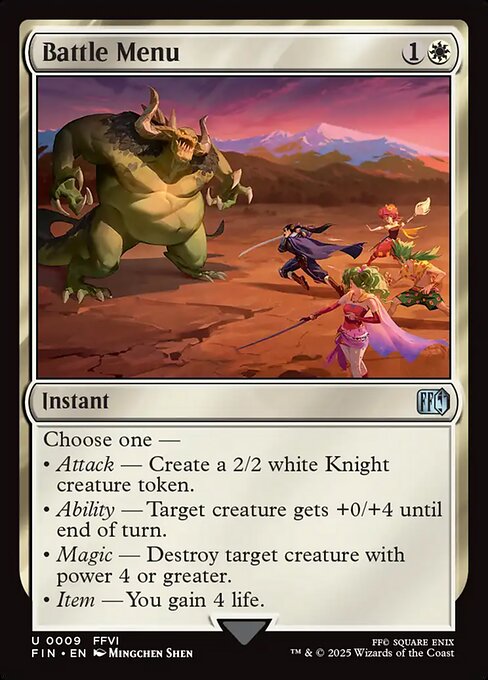 Battle Menu 1
Instant FF
Choose one —
• Attack — Create a 2/2 white Knight
creature token.
• Ability — Target creature gets +0/+4 until
end of turn.
• Magic — Destroy target creature with
power 4 or greater.
• Item — You gain 4 life.
U 0009 FFVI FF© SQUARE ENIX
FIN • EN Mingchen Shen ™ & © 2025 Wizards of the Coast